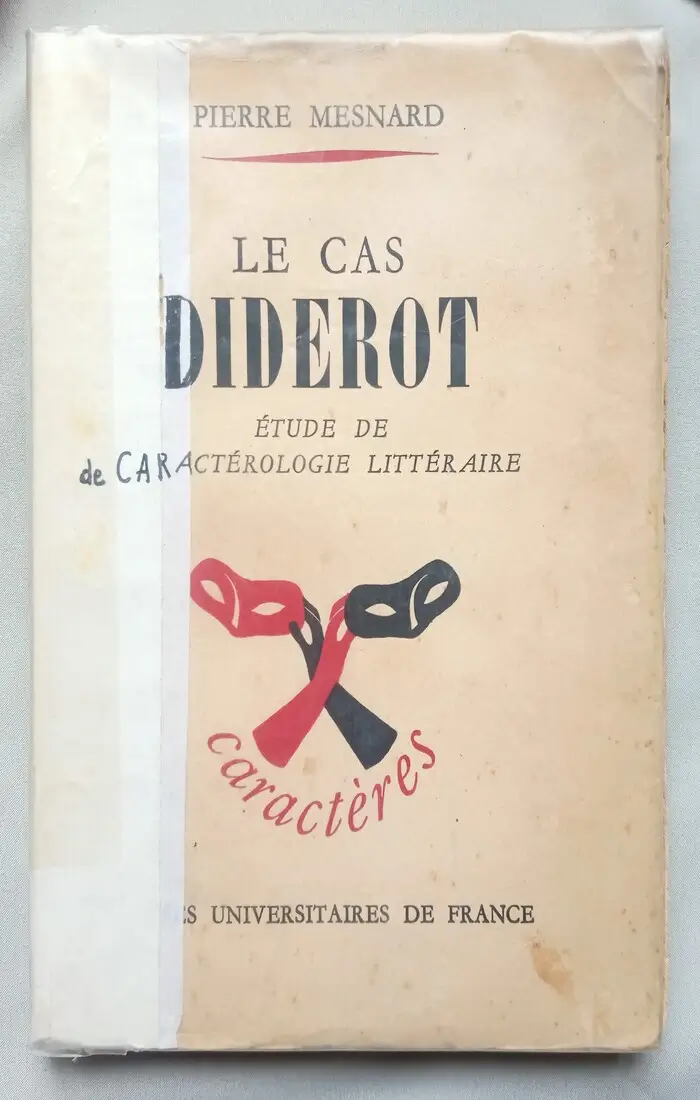 PIERRE MESNARD
LE CAS
DIDEROT
ÉTUDE DE
de CARACTÉROLOGIE LITTÉRAIRE
caractères
ES UNIVERSITAIRES DE FRANCE